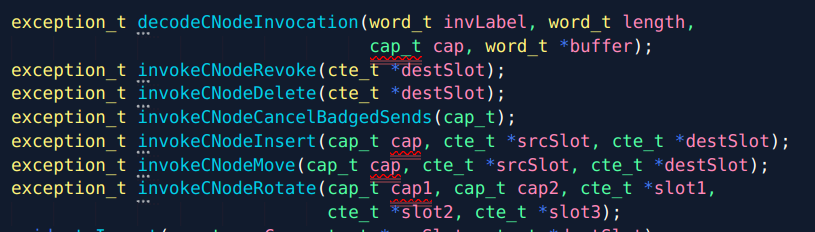 exception_t decodeCNodeInvocation(word_t invLabel, word_t length,
cap_t cap, word_t *buffer);
exception_t invokeCNodeRevoke(cte_t *destSlot);
exception_t invokeCNodeDelete(cte_t *destSlot);
exception_t invokeCNodeCancelBadgedSends(cap_t);
exception_t invokeCNodeInsert(cap_t cap, cte_t *srcSlot, cte_t *destSlot);
exception_t invokeCNodeMove(cap_t cap, cte_t *srcSlot, cte_t *destSlot);
exception_t invokeCNodeRotate(cap_t cap1, cap_t cap2, cte_t *slot1,
cte_t *slot2, cte_t *slot3);